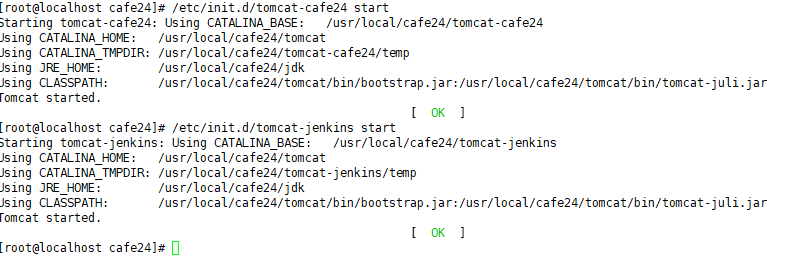 [root@localhost cafe24]# /etc/init.d/tomcat-cafe24 start
Starting tomcat-cafe24: Using CATALINA_BASE:   /usr/local/cafe24/tomcat-cafe24
Using CATALINA_HOME:   /usr/local/cafe24/tomcat
Using CATALINA_TMPDIR: /usr/local/cafe24/tomcat-cafe24/temp
Using JRE_HOME:        /usr/local/cafe24/jdk
Using CLASSPATH:       /usr/local/cafe24/tomcat/bin/bootstrap.jar:/usr/local/cafe24/tomcat/bin/tomcat-juli.jar
Tomcat started.
[  OK  ]
[root@localhost cafe24]# /etc/init.d/tomcat-jenkins start
Starting tomcat-jenkins: Using CATALINA_BASE:   /usr/local/cafe24/tomcat-jenkins
Using CATALINA_HOME:   /usr/local/cafe24/tomcat
Using CATALINA_TMPDIR: /usr/local/cafe24/tomcat-jenkins/temp
Using JRE_HOME:        /usr/local/cafe24/jdk
Using CLASSPATH:       /usr/local/cafe24/tomcat/bin/bootstrap.jar:/usr/local/cafe24/tomcat/bin/tomcat-juli.jar
Tomcat started.
[  OK  ]
[root@localhost cafe24]#